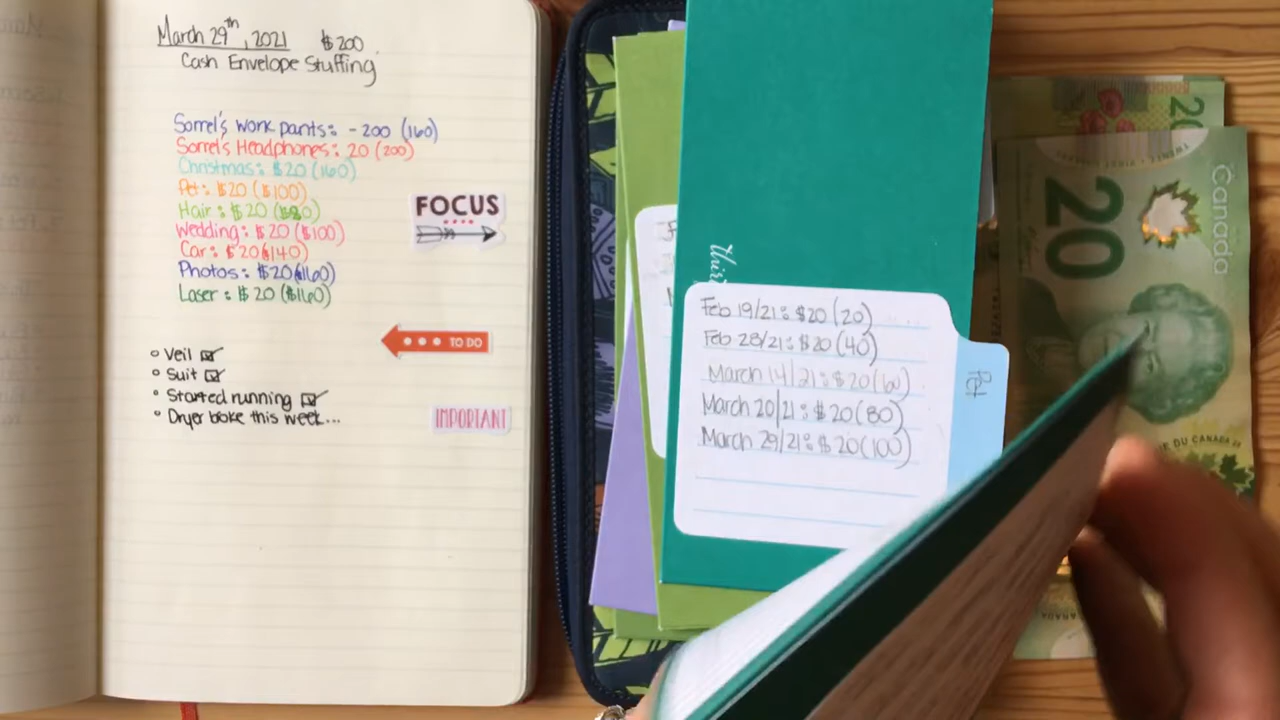 March 29th, 2021 $200
Cash Envelope Stuffing
Sorrel's work pants: -200 (160)
Sorrel's Headphones: 20 (200)
Christmas: $20 (160)
Pet: $20 ($100)
Hair: $20
Wedding: $20 ($100)
Car: $20 ($140)
Photos: $20 ($160)
Laser: $20 ($160)
FOCUS
TO DO
Veil
Suit
Started running
Dryer broke this week...
IMPORTANT
Feb 19/21: $20 (20)
Feb 28/21: $20 (40)
March 14/21: $20 (60)
March 20/21: $20 (80)
March 29/21: $20 (100)
Pet
20
20
Canada